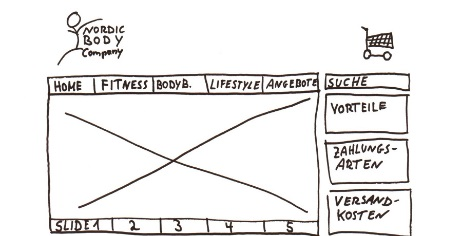 NORDIC
BODY
Company
HOME FITNESS BODYB. LIFESTYLE ANGEBOTE SUCHE
VORTEILE
ZAHLUNGS-
ARTEN
VERSAND-
KOSTEN
SLIDE 1 2 3 4 5